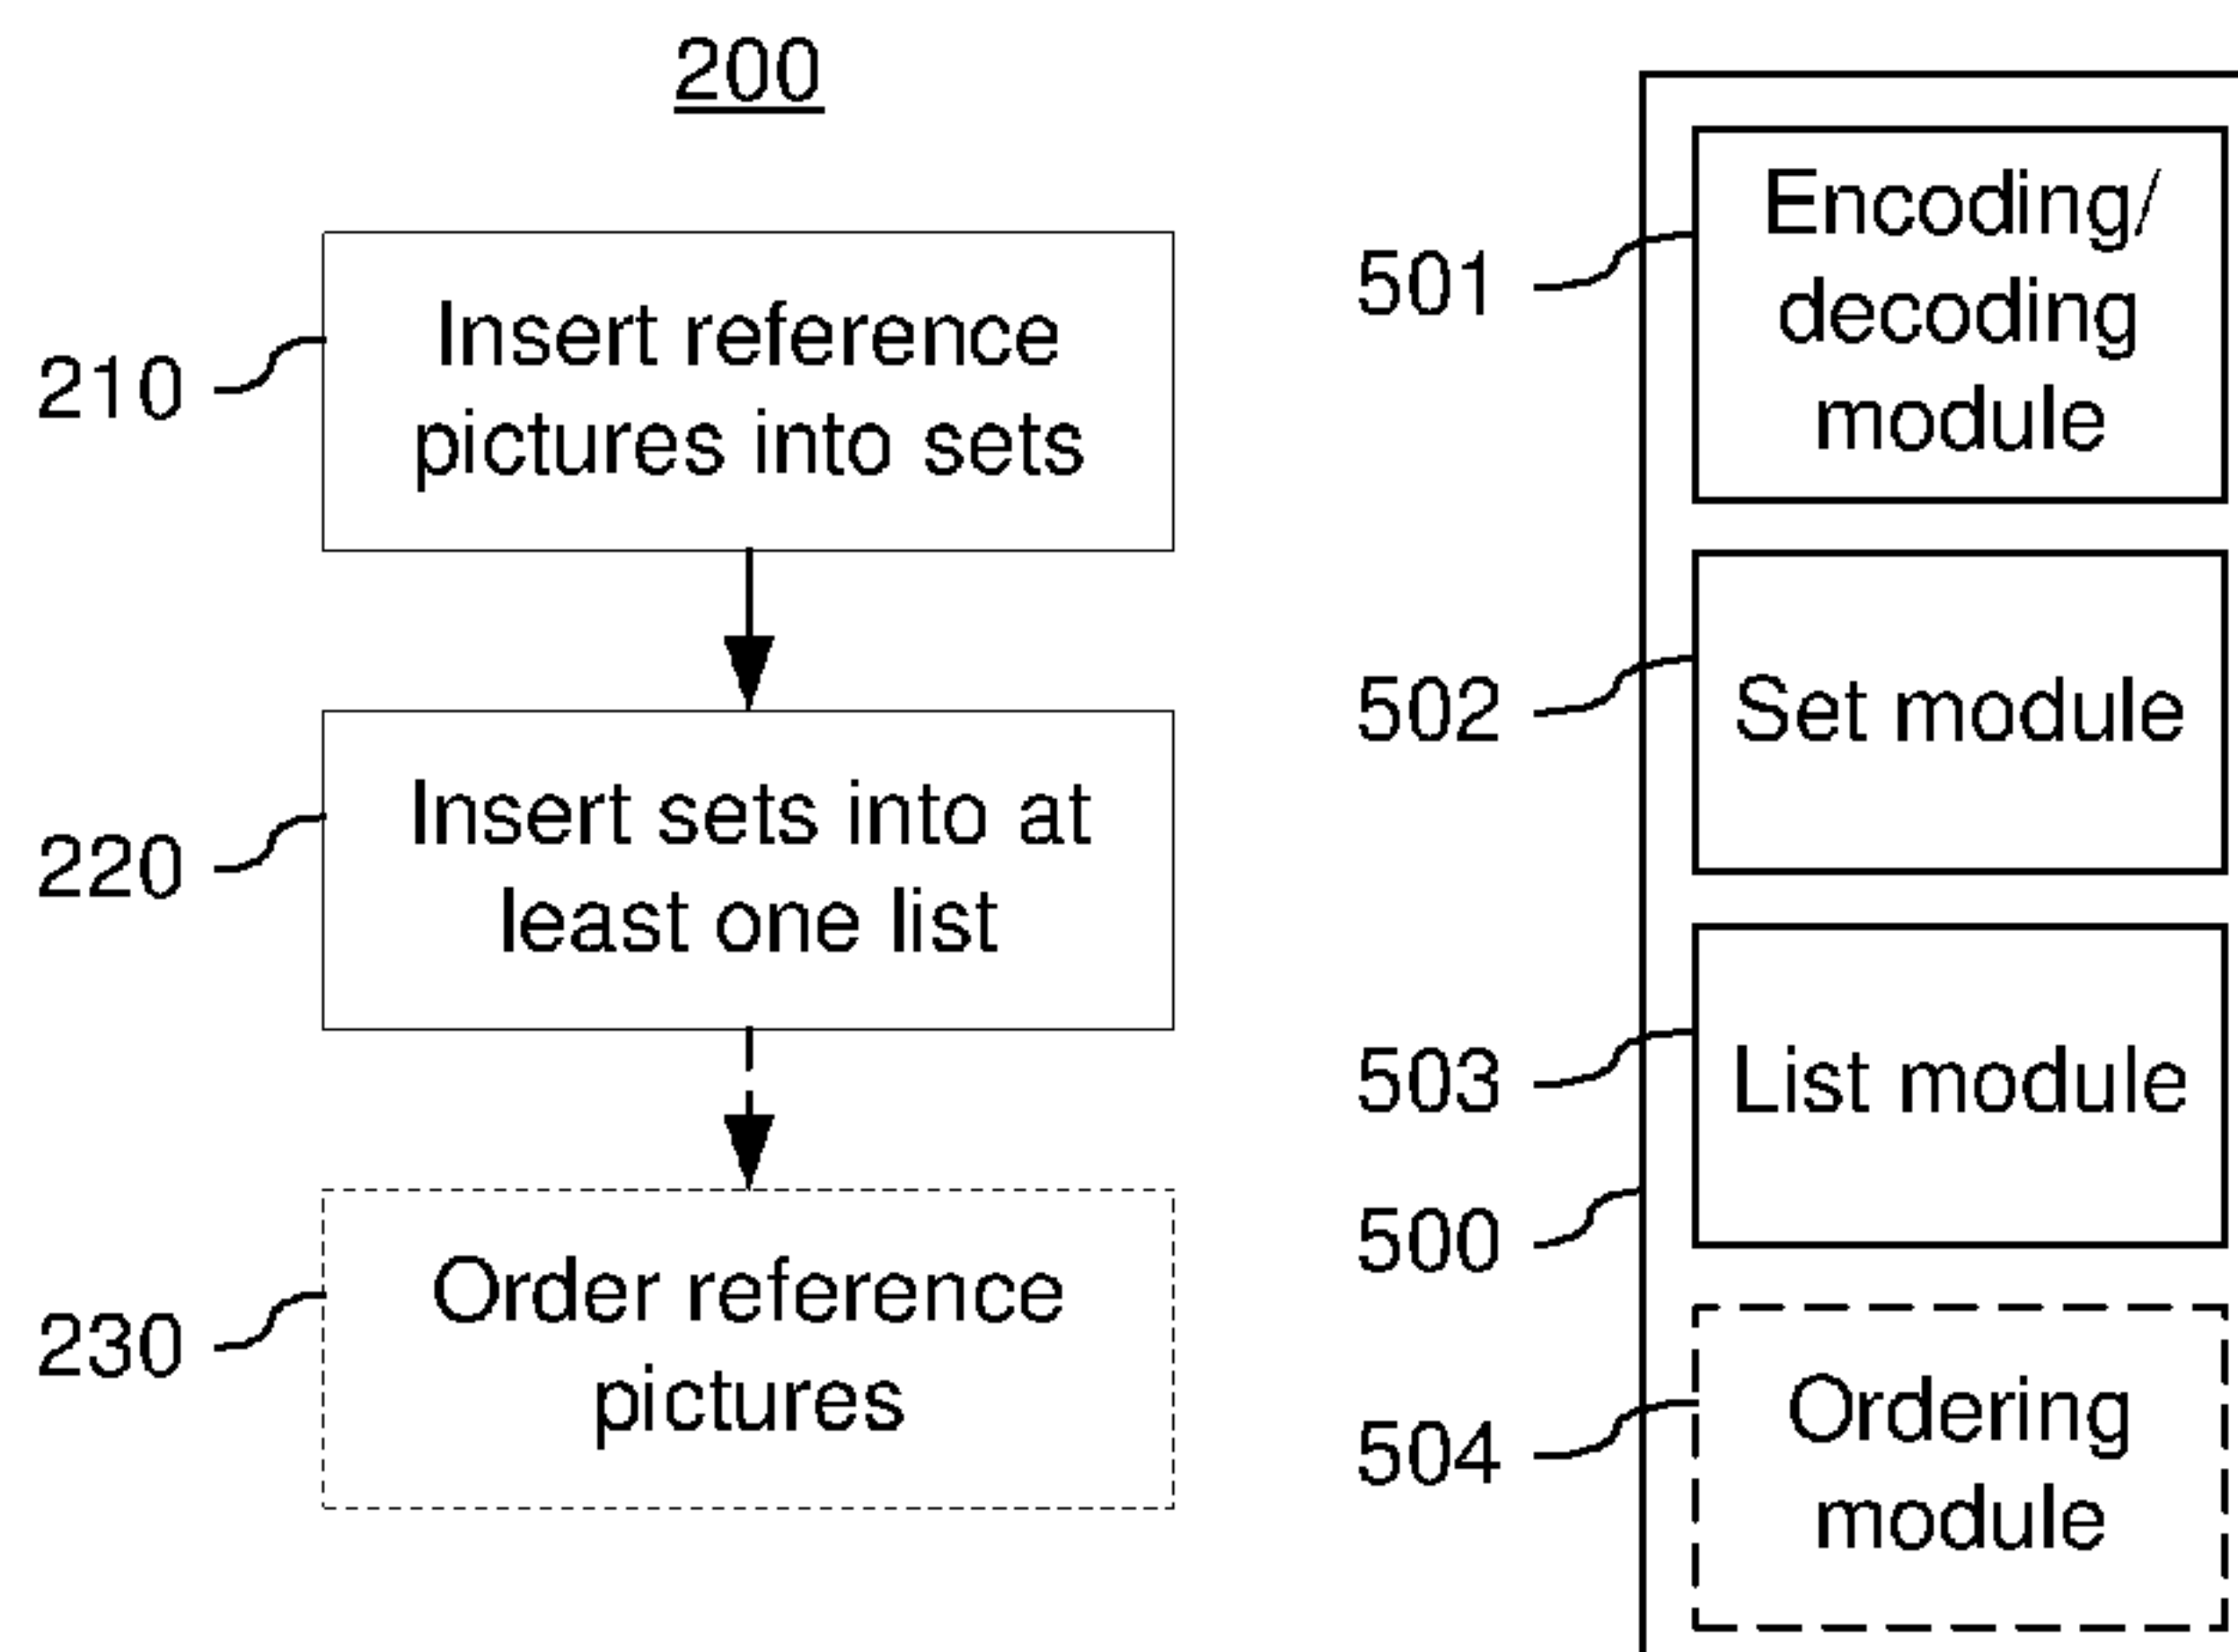 200
210
Insert reference
pictures into sets
220
Insert sets into at
least one list
230
Order reference
pictures
501
Encoding/
decoding
module
502
Set module
503
List module
500
504
Ordering
module